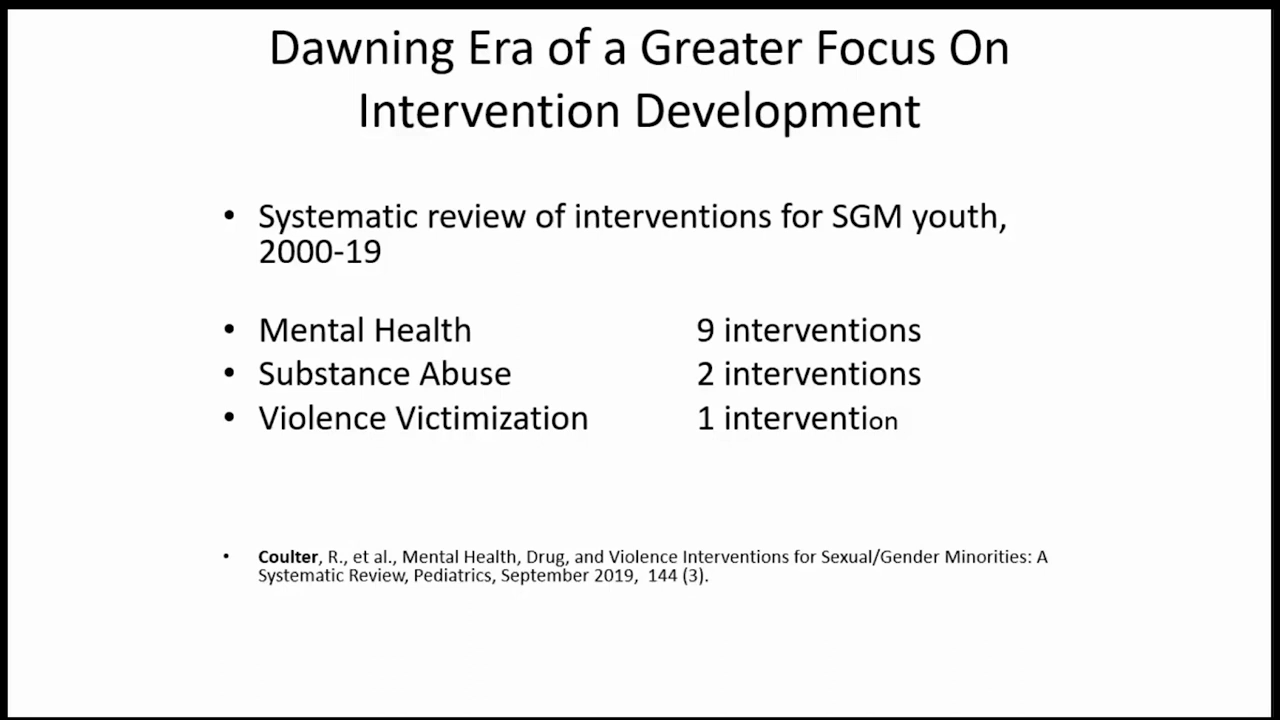 Dawning Era of a Greater Focus On
Intervention Development
• Systematic review of interventions for SGM youth,
2000-19
• Mental Health 9 interventions
• Substance Abuse 2 interventions
• Violence Victimization 1 intervention
• Coulter, R., et al., Mental Health, Drug, and Violence Interventions for Sexual/Gender Minorities: A
Systematic Review, Pediatrics, September 2019, 144 (3).